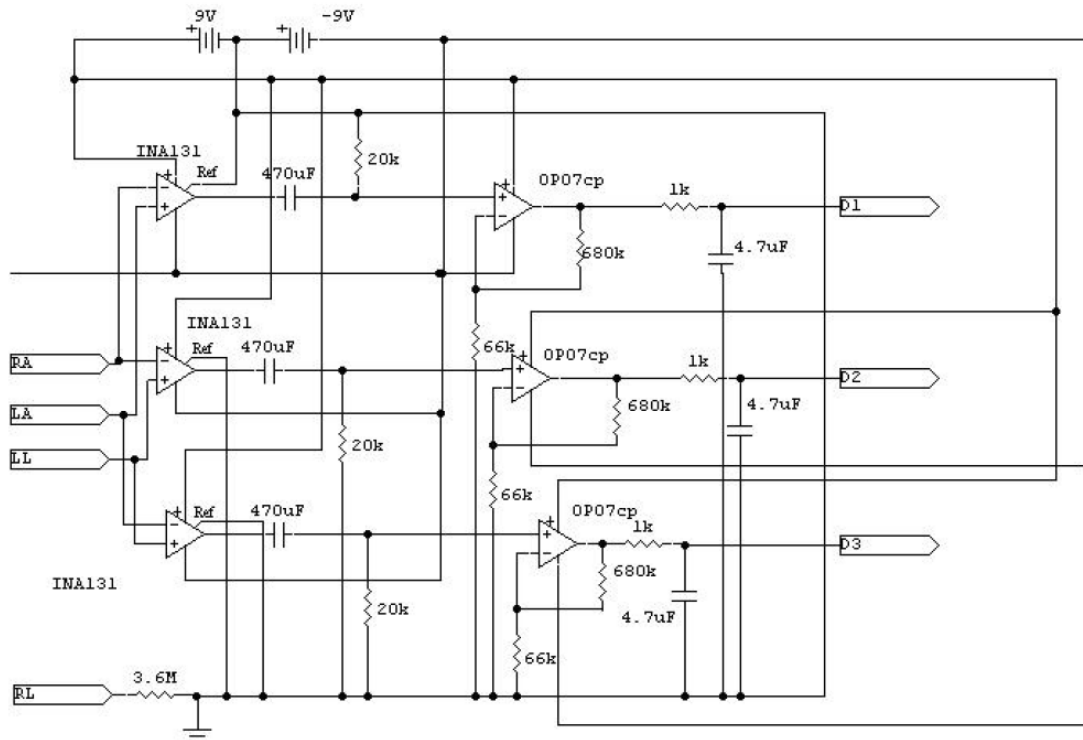 9V
-9V
INA131
Ref
470uF
20k
OP07cp
1k
D1
680k
4.7uF
INA131
Ref
470uF
66k
OP07cp
1k
RA
D2
680k
4.7uF
LA
20k
LL
66k
Ref
470uF
OP07cp
1k
D3
INA131
680k
20k
4.7uF
66k
RL
3.6M